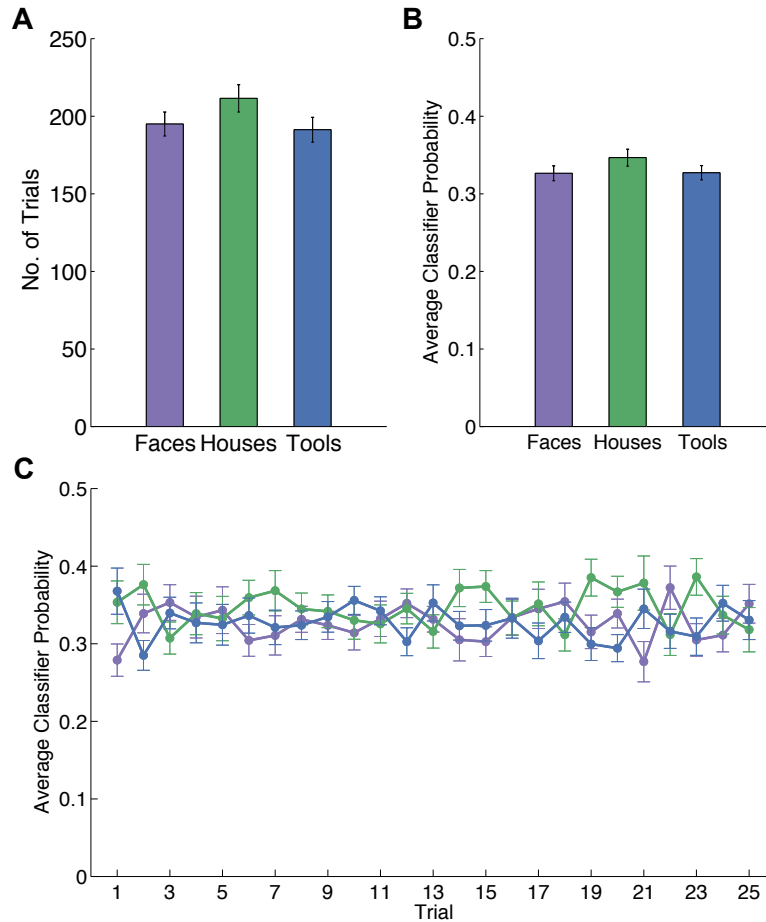 A
250
200
150
100
50
0
No. of Trials
Faces Houses Tools
B
0.5
0.4
0.3
0.2
0.1
0
Average Classifier Probability
Faces Houses Tools
C
0.5
0.4
0.3
0.2
0.1
0
Average Classifier Probability
1 3 5 7 9 11 13 15 17 19 21 23 25
Trial